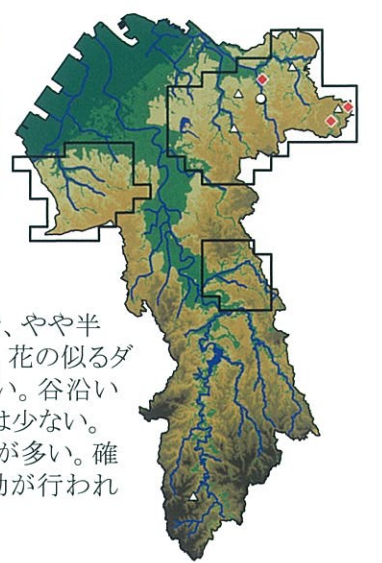 、やや半
花の似るダ
い。谷沿い
は少ない。
が多い。確
動が行われ